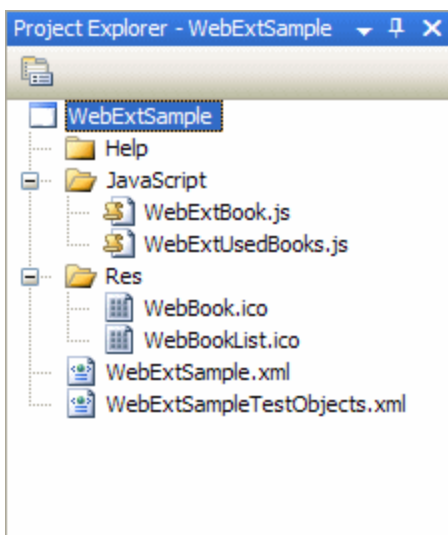 Project Explorer - WebExtSample
WebExtSample
Help
JavaScript
WebExtBook.js
WebExtUsedBooks.js
Res
WebBook.ico
WebBookList.ico
WebExtSample.xml
WebExtSampleTestObjects.xml